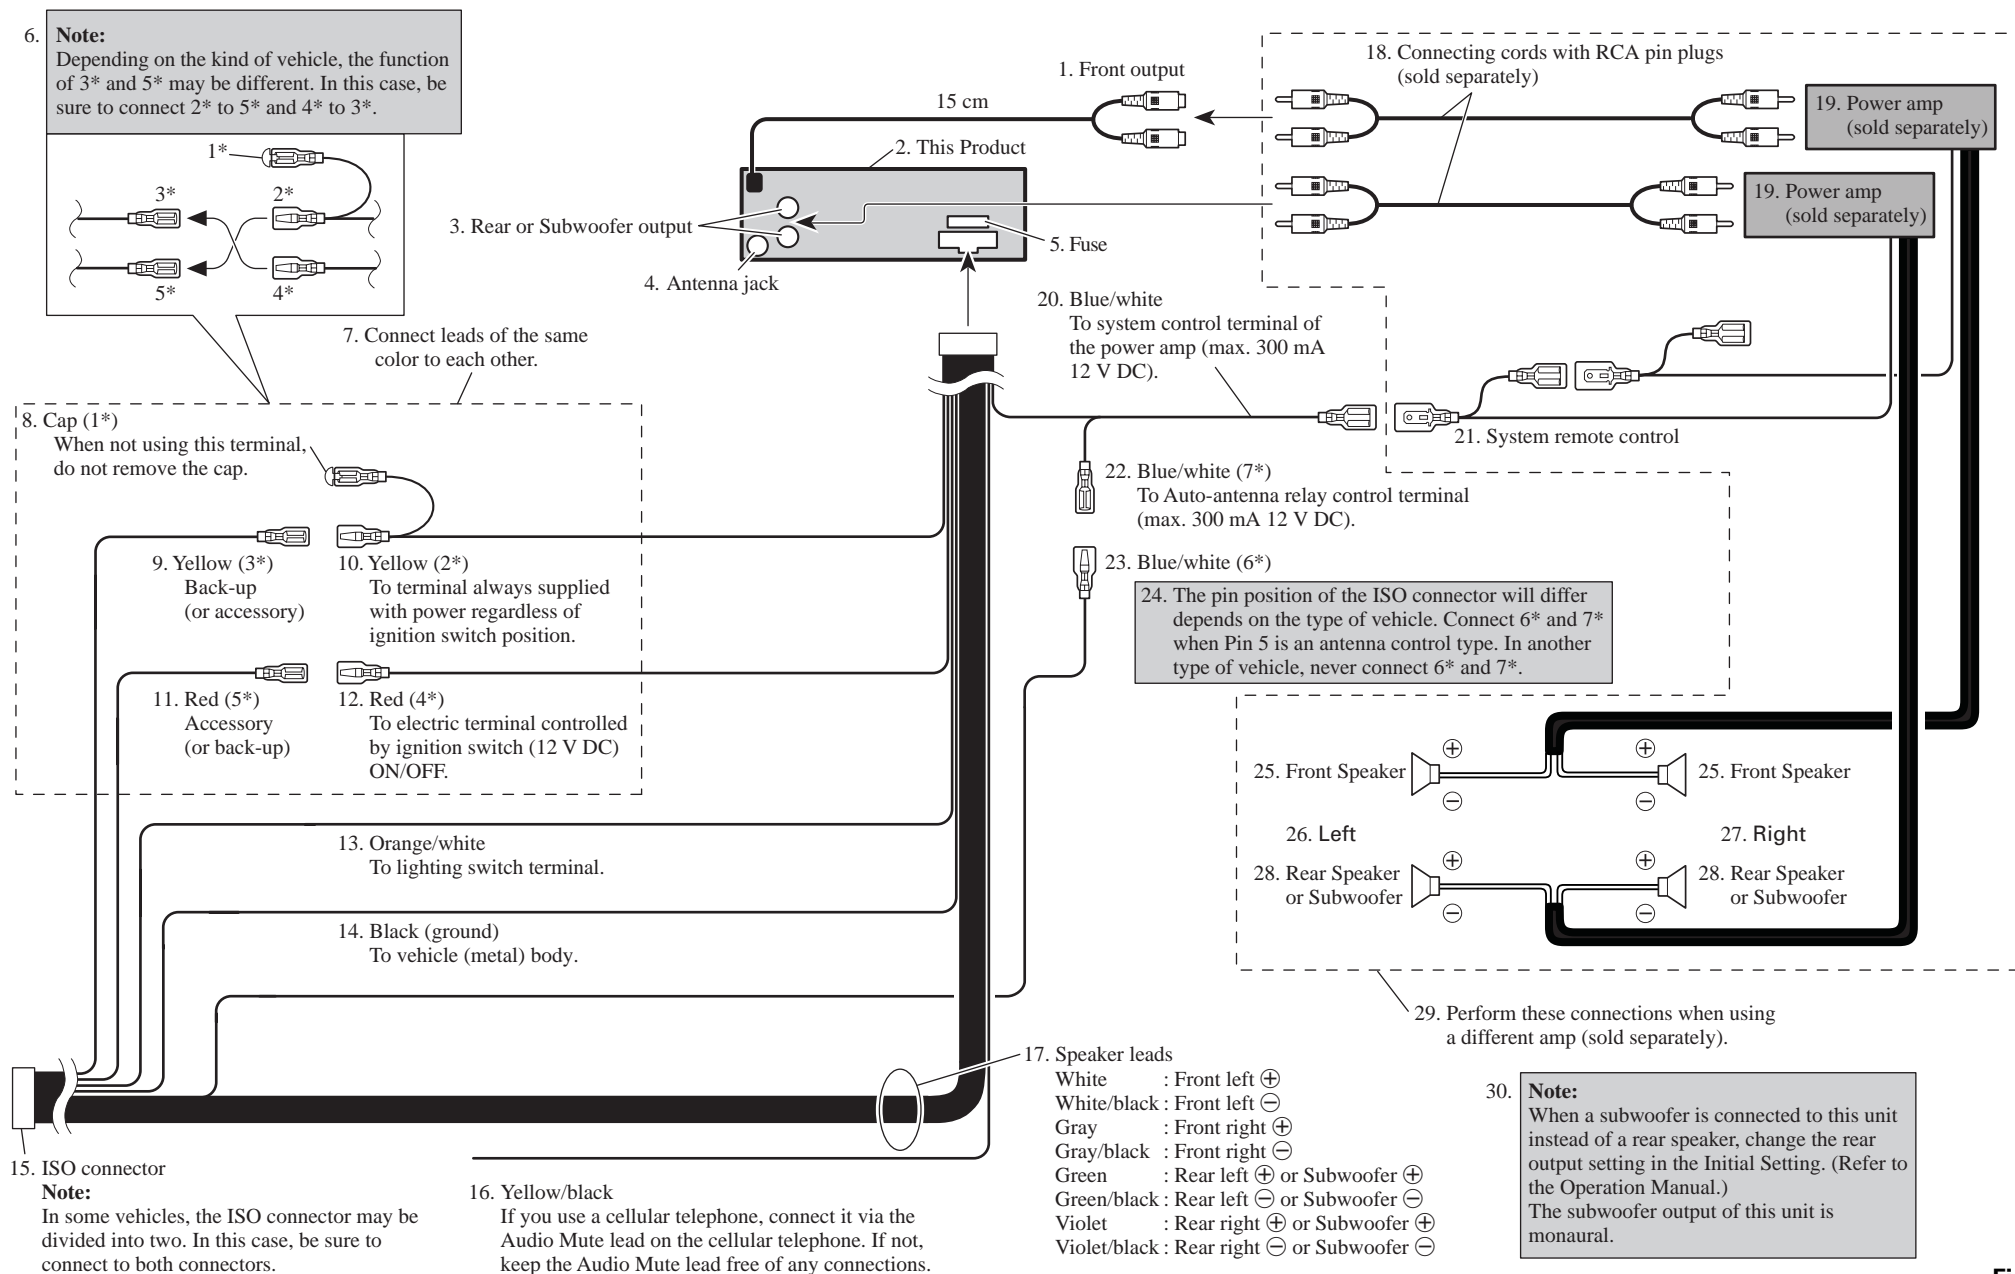 6. Note:
Depending on the kind of vehicle, the function
of 3* and 5* may be different. In this case, be
sure to connect 2* to 5* and 4* to 3*.
1*
3*
2*
5*
4*
7. Connect leads of the same
color to each other.
8. Cap (1*)
When not using this terminal,
do not remove the cap.
9. Yellow (3*)
Back-up
(or accessory)
10. Yellow (2*)
To terminal always supplied
with power regardless of
ignition switch position.
11. Red (5*)
Accessory
(or back-up)
12. Red (4*)
To electric terminal controlled
by ignition switch (12 V DC)
ON/OFF.
13. Orange/white
To lighting switch terminal.
14. Black (ground)
To vehicle (metal) body.
15. ISO connector
Note:
In some vehicles, the ISO connector may be
divided into two. In this case, be sure to
connect to both connectors.
16. Yellow/black
If you use a cellular telephone, connect it via the
Audio Mute lead on the cellular telephone. If not,
keep the Audio Mute lead free of any connections.
1. Front output
15 cm
2. This Product
3. Rear or Subwoofer output
4. Antenna jack
5. Fuse
17. Speaker leads
White : Front left ⊕
White/black : Front left ⊖
Gray : Front right ⊕
Gray/black : Front right ⊖
Green : Rear left ⊕ or Subwoofer ⊕
Green/black : Rear left ⊖ or Subwoofer ⊖
Violet : Rear right ⊕ or Subwoofer ⊕
Violet/black : Rear right ⊖ or Subwoofer ⊖
18. Connecting cords with RCA pin plugs
(sold separately)
19. Power amp
(sold separately)
19. Power amp
(sold separately)
20. Blue/white
To system control terminal of
the power amp (max. 300 mA
12 V DC).
21. System remote control
22. Blue/white (7*)
To Auto-antenna relay control terminal
(max. 300 mA 12 V DC).
23. Blue/white (6*)
24. The pin position of the ISO connector will differ
depends on the type of vehicle. Connect 6* and 7*
when Pin 5 is an antenna control type. In another
type of vehicle, never connect 6* and 7*.
⊕
⊕
25. Front Speaker
25. Front Speaker
⊖
⊖
26. Left
27. Right
⊕
⊕
28. Rear Speaker
or Subwoofer
28. Rear Speaker
or Subwoofer
⊖
⊖
29. Perform these connections when using
a different amp (sold separately).
30. Note:
When a subwoofer is connected to this unit
instead of a rear speaker, change the rear
output setting in the Initial Setting. (Refer to
the Operation Manual.)
The subwoofer output of this unit is
monaural.